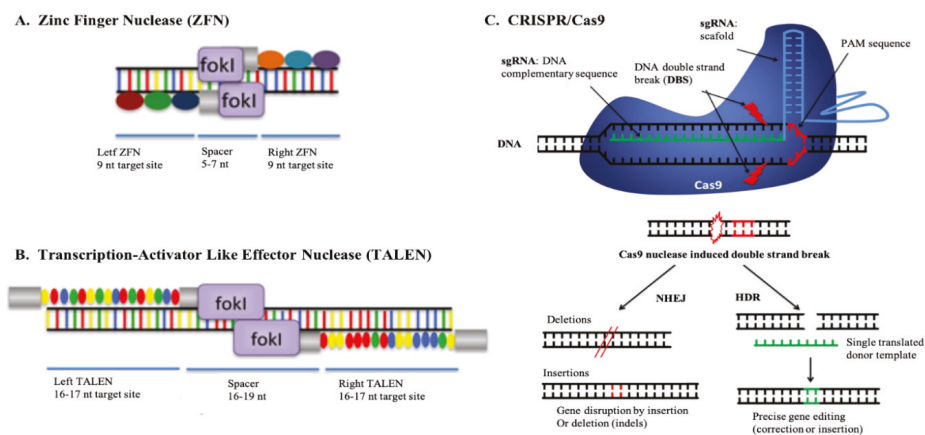 A. Zinc Finger Nuclease (ZFN)
fokI
fokI
Letf ZFN
9 nt target site
Spacer
5-7 nt
Right ZFN
9 nt target site
B. Transcription-Activator Like Effector Nuclease (TALEN)
fokI
fokI
Left TALEN
16-17 nt target site
Spacer
16-19 nt
Right TALEN
16-17 nt target site
C. CRISPR/Cas9
sgRNA:
scafold
PAM sequence
sgRNA: DNA
complementary sequence
DNA double strand
break (DBS)
DNA
Cas9
Cas9 nuclease induced double strand break
NHEJ
HDR
Deletions
Single translated
donor template
Insertions
Gene disruption by insertion
Or deletion (indels)
Precise gene editing
(correction or insertion)